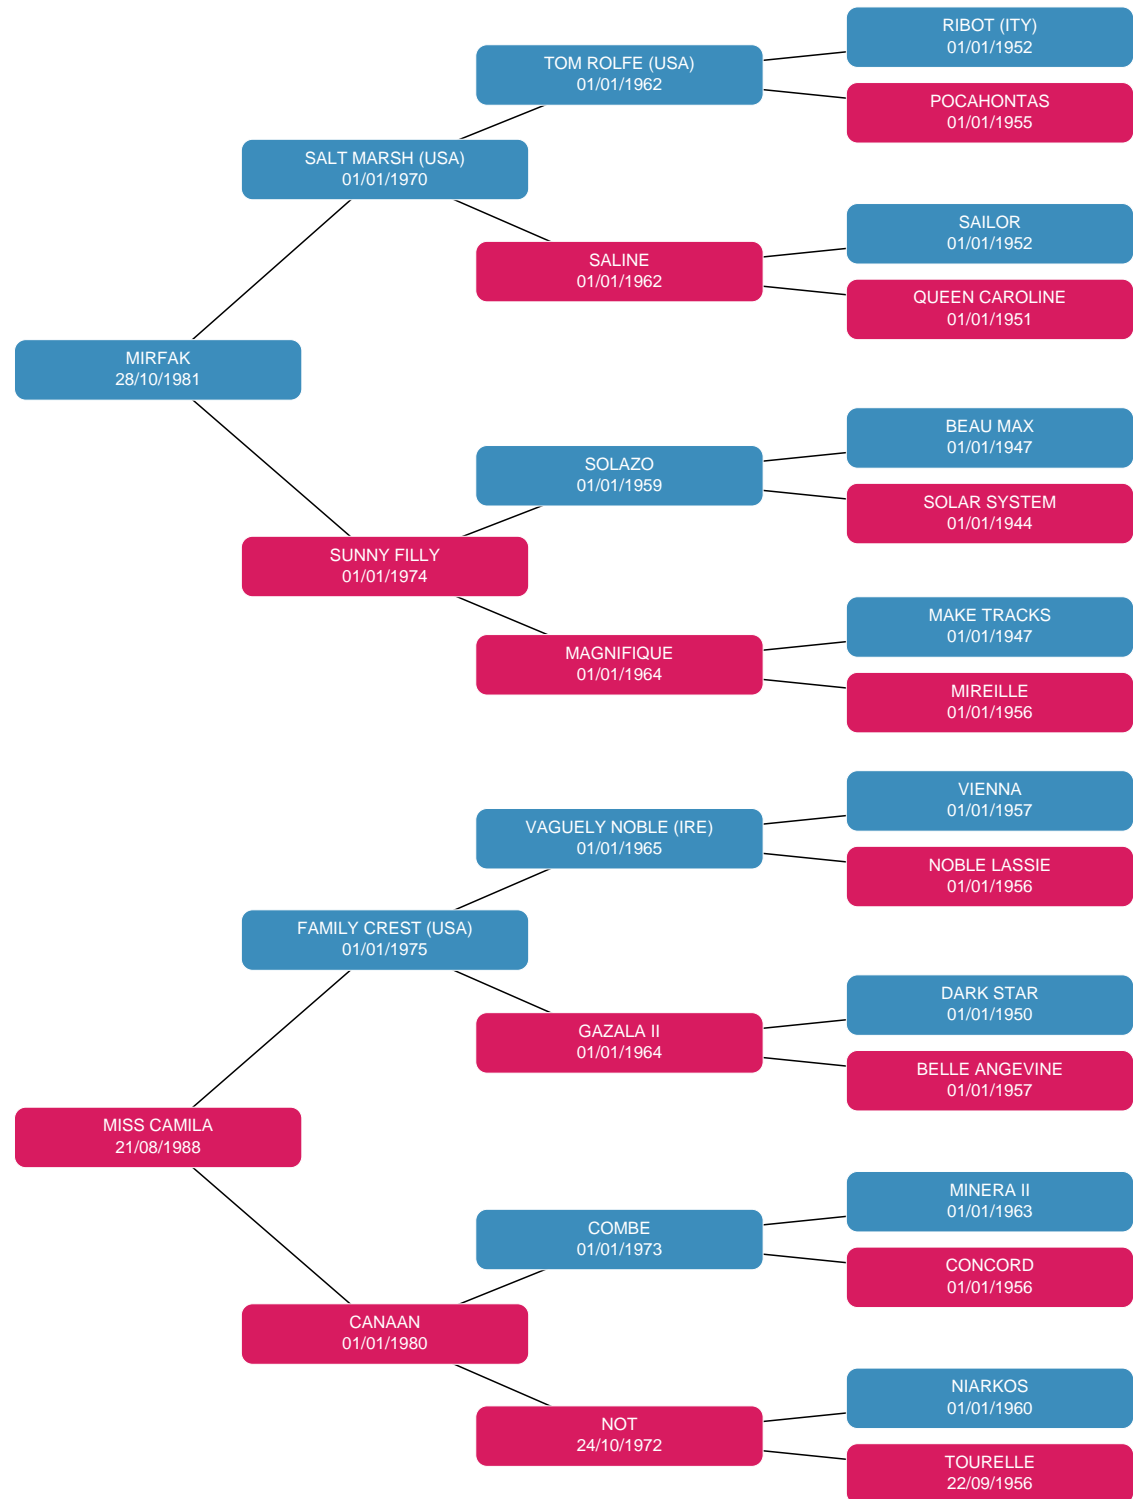 RIBOT (ITY)
01/01/1952
TOM ROLFE (USA)
01/01/1962
POCAHONTAS
01/01/1955
SALT MARSH (USA)
01/01/1970
SAILOR
01/01/1952
SALINE
01/01/1962
QUEEN CAROLINE
01/01/1951
MIRFAK
28/10/1981
BEAU MAX
01/01/1947
SOLAZO
01/01/1959
SOLAR SYSTEM
01/01/1944
SUNNY FILLY
01/01/1974
MAKE TRACKS
01/01/1947
MAGNIFIQUE
01/01/1964
MIREILLE
01/01/1956
VIENNA
01/01/1957
VAGUELY NOBLE (IRE)
01/01/1965
NOBLE LASSIE
01/01/1956
FAMILY CREST (USA)
01/01/1975
DARK STAR
01/01/1950
GAZALA II
01/01/1964
BELLE ANGEVINE
01/01/1957
MISS CAMILA
21/08/1988
MINERA II
01/01/1963
COMBE
01/01/1973
CONCORD
01/01/1956
CANAAN
01/01/1980
NIARKOS
01/01/1960
NOT
24/10/1972
TOURELLE
22/09/1956